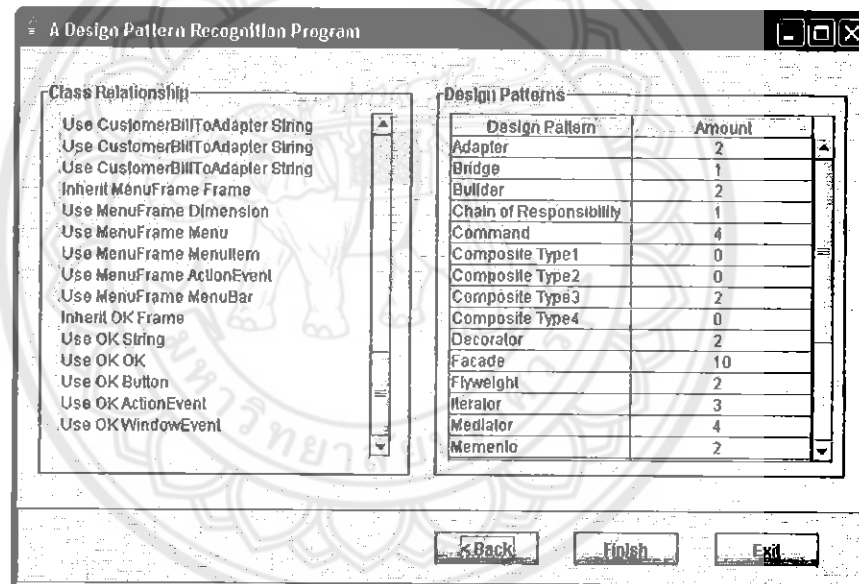 A Design Pattern Recognition Program
Class Relationship
Use CustomerBillToAdapter String
Use CustomerBillToAdapter String
Use CustomerBillToAdapter String
Inherit MenuFrame Frame
Use MenuFrame Dimension
Use MenuFrame Menu
Use MenuFrame MenuItem
Use MenuFrame ActionEvent
Use MenuFrame MenuBar
Inherit OK Frame
Use OK String
Use OK OK
Use OK Button
Use OK ActionEvent
Use OK WindowEvent
Design Patterns
Design Pattern Amount
Adapter 2
Bridge 1
Builder 2
Chain of Responsibility 1
Command 4
Composite Type1 0
Composite Type2 0
Composite Type3 2
Composite Type4 0
Decorator 2
Facade 10
Flyweight 2
Iterator 3
Mediator 4
Memento 2
< Back Finish Exit